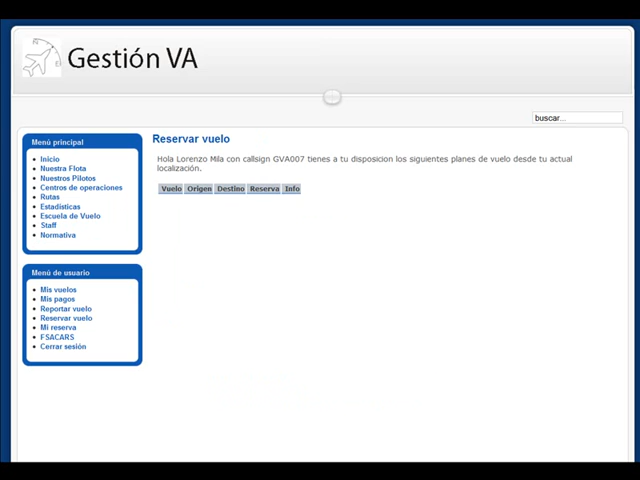 Gestión VA
buscar...
Menú principal
Inicio
Nuestra Flota
Nuestros Pilotos
Centros de operaciones
Rutas
Estadísticas
Escuela de Vuelo
Staff
Normativa
Menú de usuario
Mis vuelos
Mis pagos
Reportar vuelo
Reservar vuelo
Mi reserva
FSACARS
Cerrar sesión
Reservar vuelo
Hola Lorenzo Mila con callsign GVA007 tienes a tu disposicion los siguientes planes de vuelo desde tu actual
localización.
Vuelo Origen Destino Reserva Info